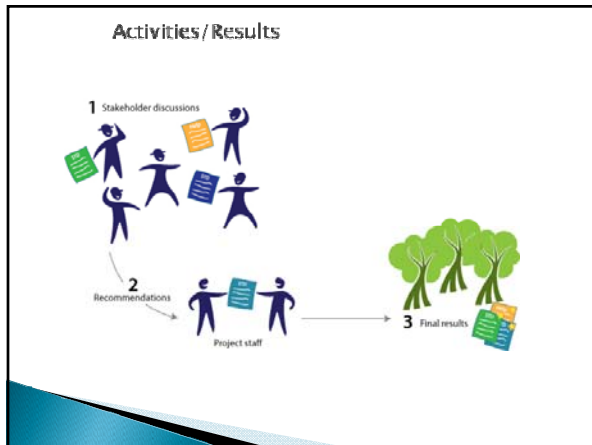 Activities/Results
1 Stakeholder discussions
2
Recommendations
Project staff
3 Final results